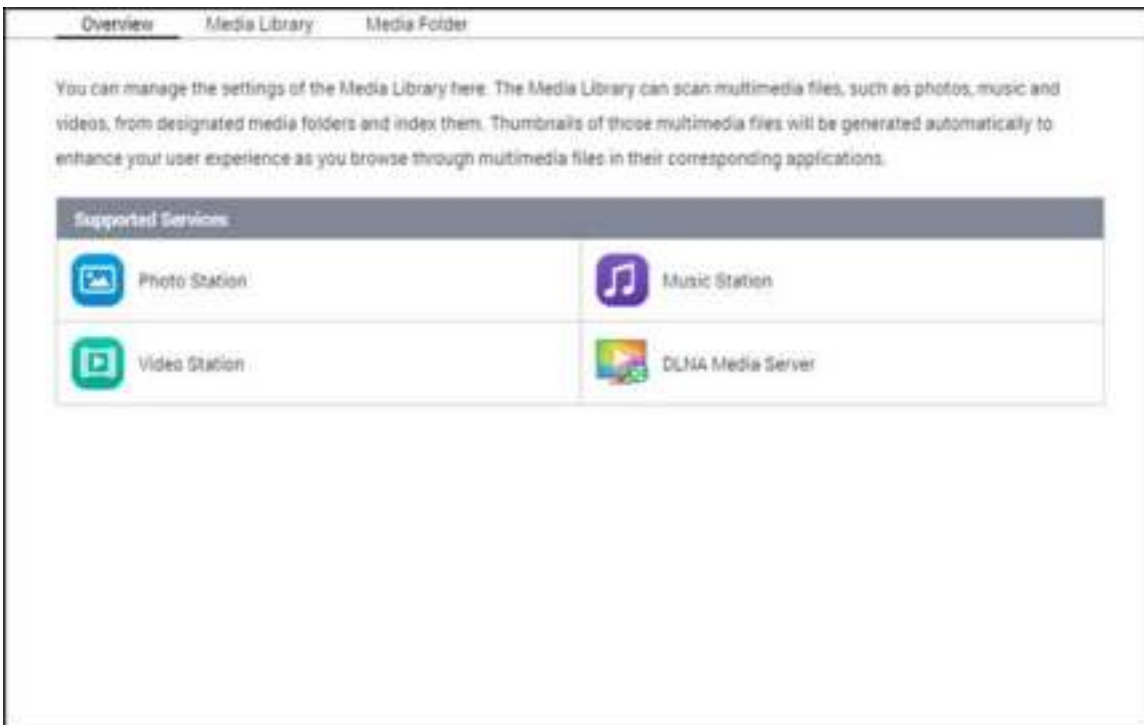 Overview Media Library Media Folder
You can manage the settings of the Media Library here. The Media Library can scan multimedia files, such as photos, music and
videos, from designated media folders and index them. Thumbnails of those multimedia files will be generated automatically to
enhance your user experience as you browse through multimedia files in their corresponding applications.
Supported Services
Photo Station Music Station
Video Station DLNA Media Server